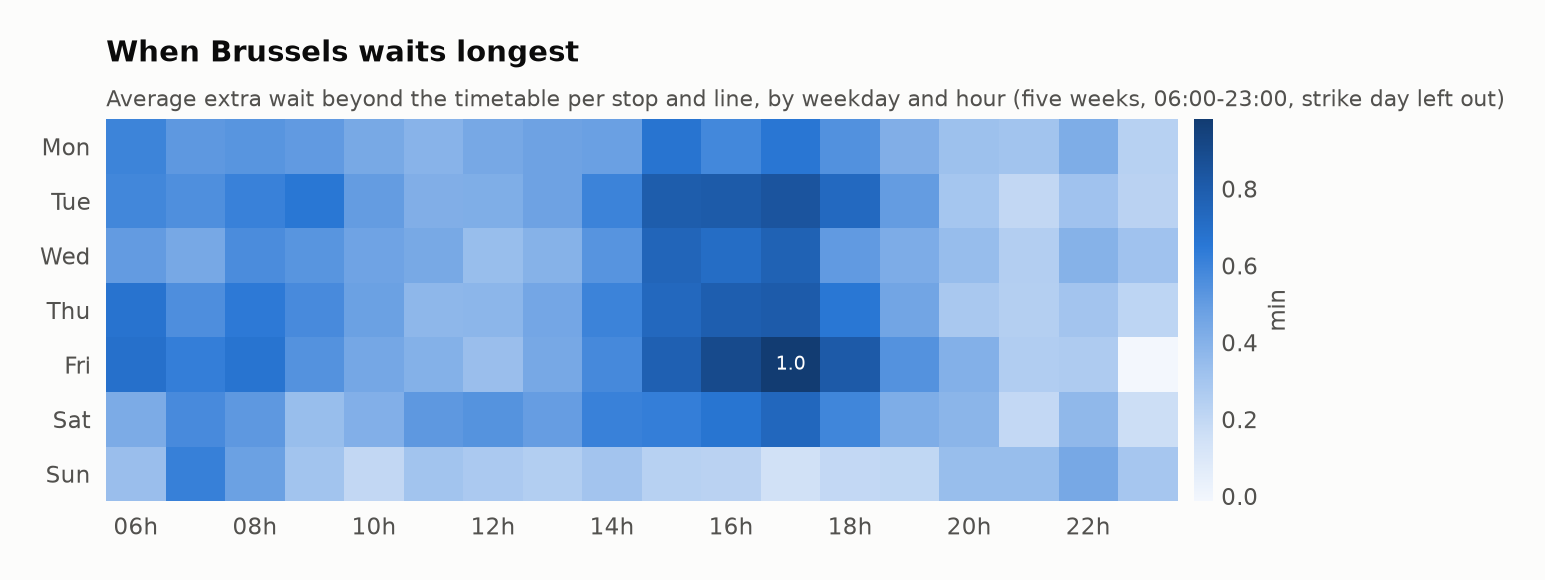 When Brussels waits longest
Average extra wait beyond the timetable per stop and line, by weekday and hour (five weeks, 06:00-23:00, strike day left out)
Mon
Tue
Wed
Thu
Fri
Sat
Sun
1.0
06h 08h 10h 12h 14h 16h 18h 20h 22h
0.8
0.6
0.4
0.2
0.0
min